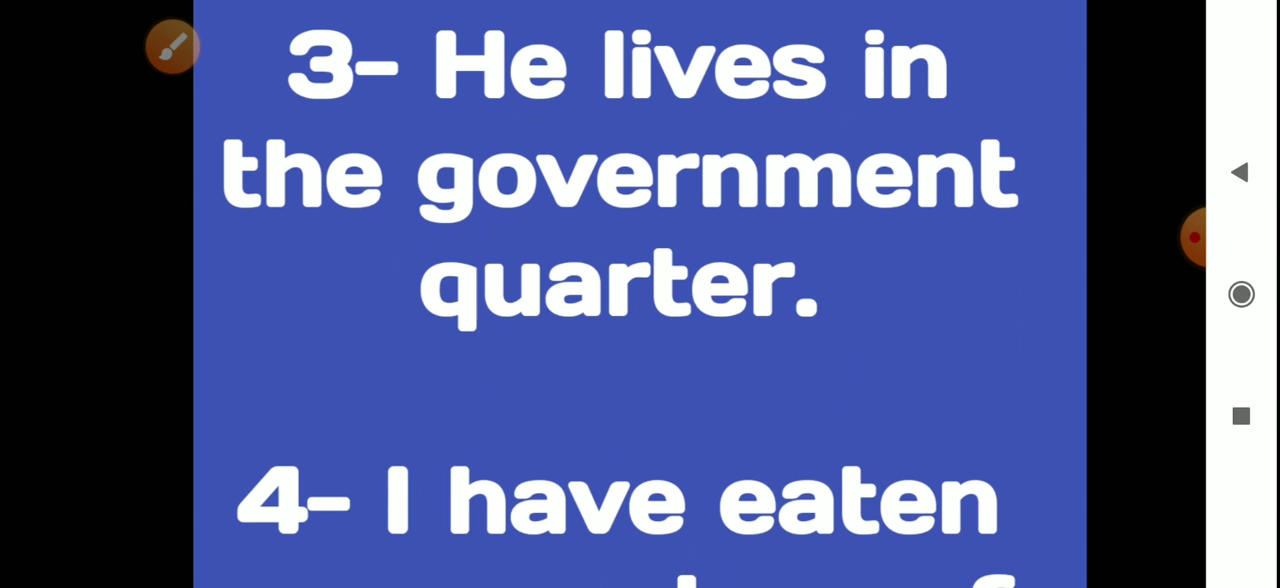 3- He lives in
the government
quarter.
4- I have eaten